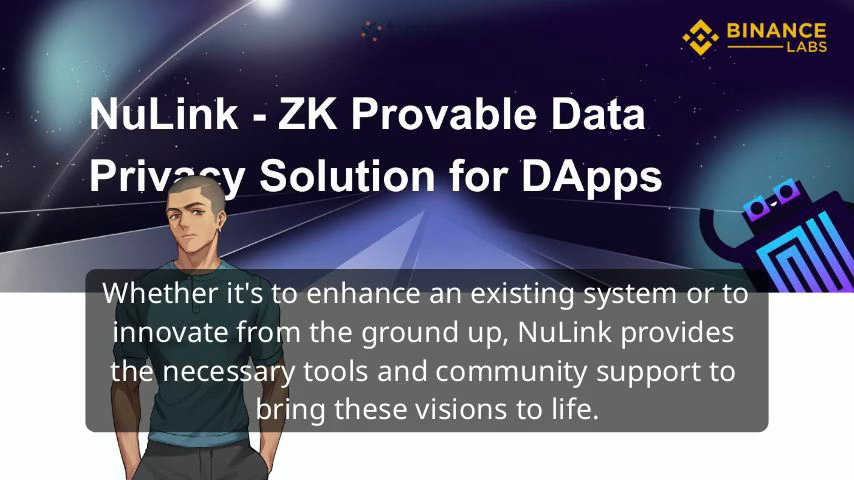 BINANCE
LABS
NuLink - ZK Provable Data
Privacy Solution for DApps
Whether it's to enhance an existing system or to
innovate from the ground up, NuLink provides
the necessary tools and community support to
bring these visions to life.